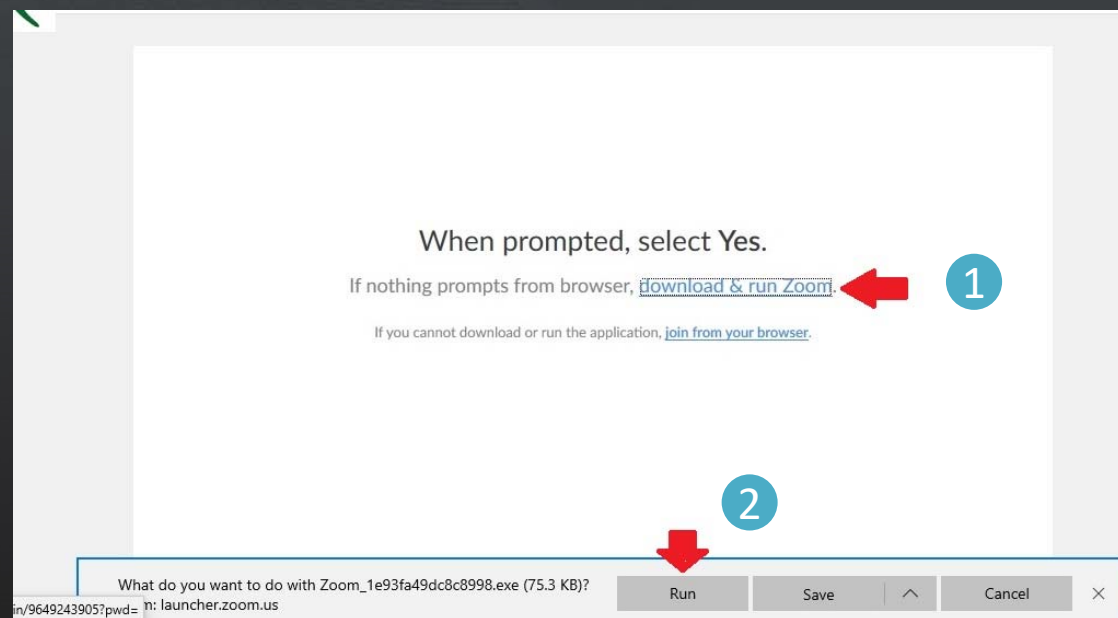 When prompted, select Yes.
If nothing prompts from browser, download & run Zoom.
1
If you cannot download or run the application, join from your browser.
2
What do you want to do with Zoom_1e93fa49dc8c8998.exe (75.3 KB)?
Run
Save
Cancel
m: launcher.zoom.us
in/9649243905?pwd=